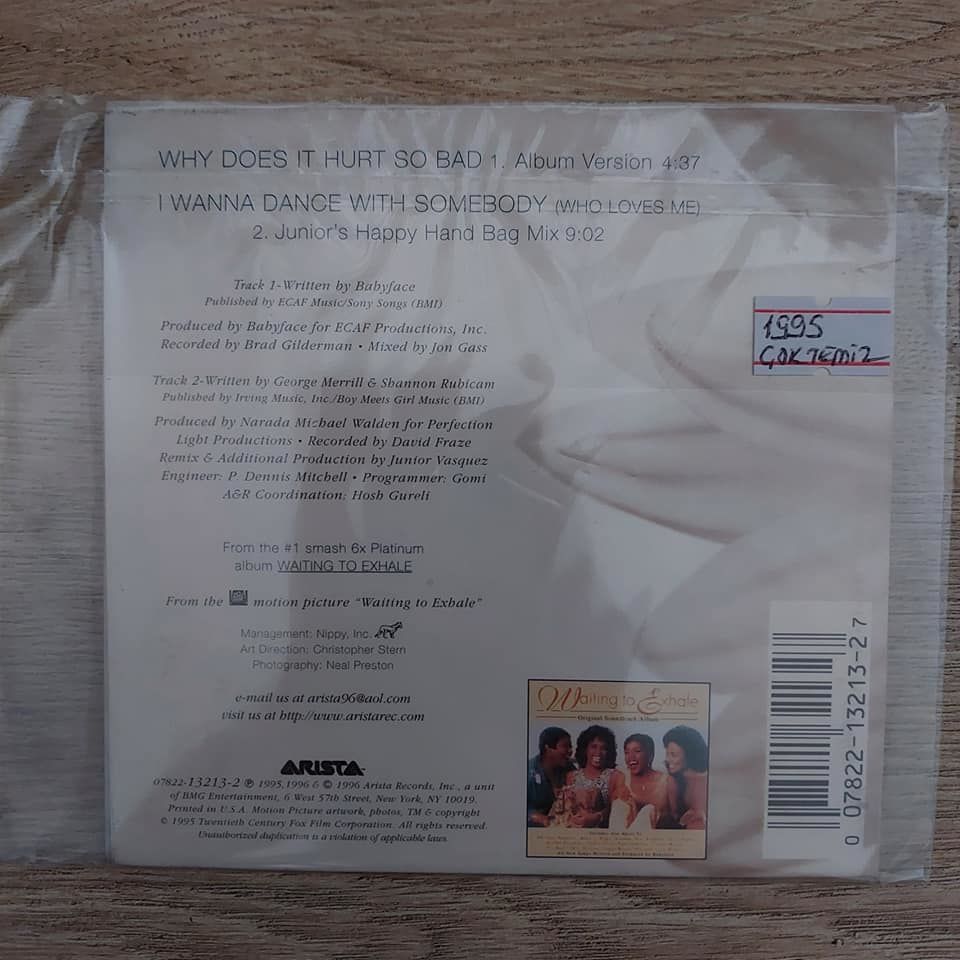 WHY DOES IT HURT SO BAD 1. Album Version 4:37
I WANNA DANCE WITH SOMEBODY (WHO LOVES ME)
2. Junior's Happy Hand Bag Mix 9:02
Track 1-Written by Babyface
Published by ECAF Music/Sony Songs (BMI)
Produced by Babyface for ECAF Productions, Inc.
Recorded by Brad Gilderman • Mixed by Jon Gass
Track 2-Written by George Merrill & Shannon Rubicam
Published by Irving Music, Inc./Boy Meets Girl Music (BMI)
Produced by Narada Michael Walden for Perfection
Light Productions • Recorded by David Fraze
Remix & Additional Production by Junior Vasquez
Engineer: P. Dennis Mitchell • Programmer: Gomi
A&R Coordination: Hosh Gureli
From the #1 smash 6x Platinum
album WAITING TO EXHALE
From the motion picture "Waiting to Exhale"
Management: Nippy, Inc.
Art Direction: Christopher Stern
Photography: Neal Preston
e-mail us at arista96@aol.com
visit us at http://www.aristarec.com
ARISTA
07822-13213-2 ℗ 1995, 1996 & © 1996 Arista Records, Inc., a unit
of BMG Entertainment, 6 West 57th Street, New York, NY 10019.
Printed in U.S.A. Motion Picture artwork, photos, TM & copyright
© 1995 Twentieth Century Fox Film Corporation. All rights reserved.
Unauthorized duplication is a violation of applicable laws.
1995
ÇOK TEMİZ
Waiting to Exhale
Original Soundtrack Album
All New Songs Written and Produced by Babyface
0 07822-13213-2 7